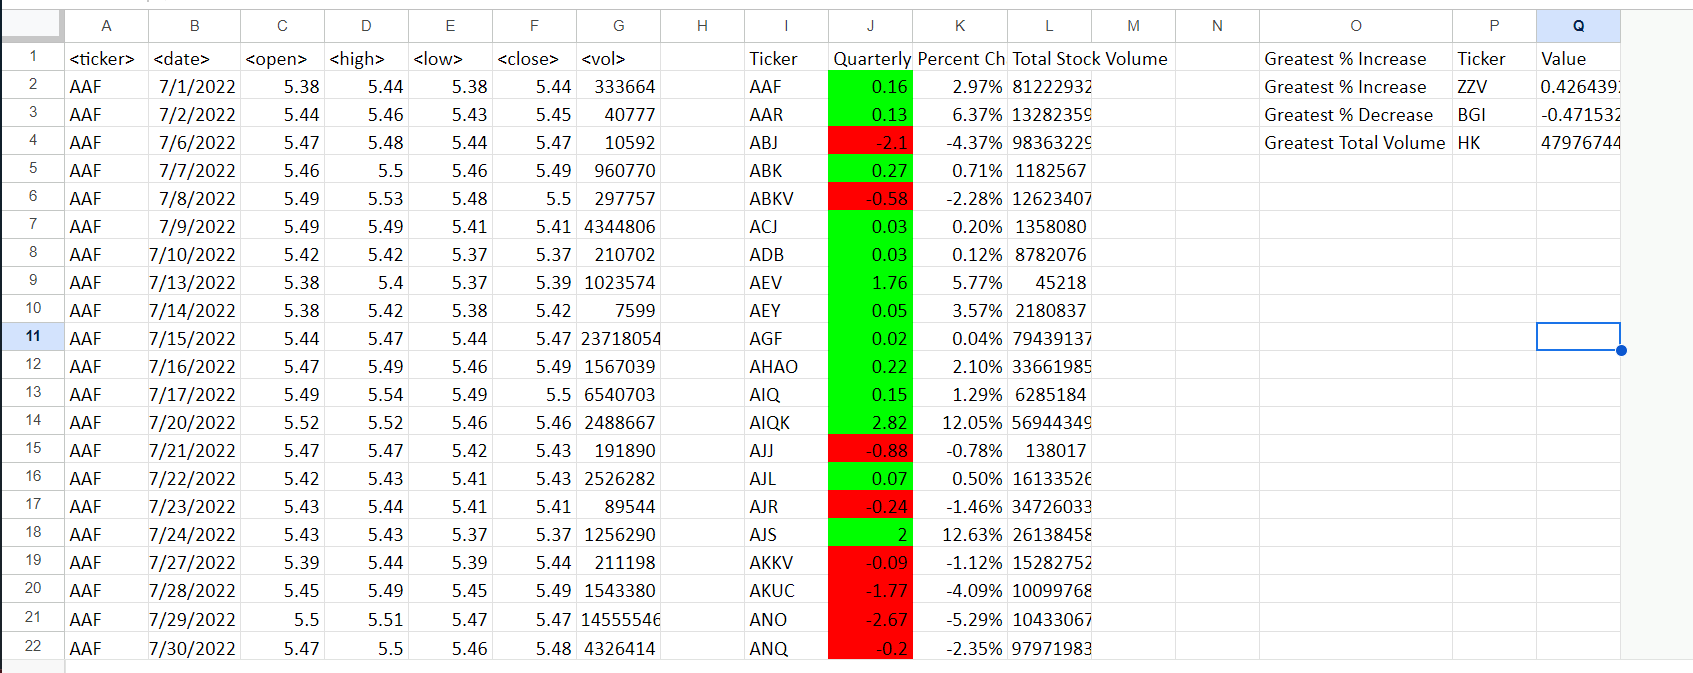 A B C D E F G H I J K L M N O P Q
1 <ticker> <date> <open> <high> <low> <close> <vol> Ticker Quarterly Percent Ch Total Stock Volume Greatest % Increase Ticker Value
2 AAF 7/1/2022 5.38 5.44 5.38 5.44 333664 AAF 0.16 2.97% 81222932 Greatest % Increase ZZV 0.426439
3 AAF 7/2/2022 5.44 5.46 5.43 5.45 40777 AAR 0.13 6.37% 13282359 Greatest % Decrease BGI -0.471532
4 AAF 7/6/2022 5.47 5.48 5.44 5.47 10592 ABJ -2.1 -4.37% 98363229 Greatest Total Volume HK 47976744
5 AAF 7/7/2022 5.46 5.5 5.46 5.49 960770 ABK 0.27 0.71% 1182567
6 AAF 7/8/2022 5.49 5.53 5.48 5.5 297757 ABKV -0.58 -2.28% 12623407
7 AAF 7/9/2022 5.49 5.49 5.41 5.41 4344806 ACJ 0.03 0.20% 1358080
8 AAF 7/10/2022 5.42 5.42 5.37 5.37 210702 ADB 0.03 0.12% 8782076
9 AAF 7/13/2022 5.38 5.4 5.37 5.39 1023574 AEV 1.76 5.77% 45218
10 AAF 7/14/2022 5.38 5.42 5.38 5.42 7599 AEY 0.05 3.57% 2180837
11 AAF 7/15/2022 5.44 5.47 5.44 5.47 23718054 AGF 0.02 0.04% 79439137
12 AAF 7/16/2022 5.47 5.49 5.46 5.49 1567039 AHAO 0.22 2.10% 33661985
13 AAF 7/17/2022 5.49 5.54 5.49 5.5 6540703 AIQ 0.15 1.29% 6285184
14 AAF 7/20/2022 5.52 5.52 5.46 5.46 2488667 AIQK 2.82 12.05% 56944349
15 AAF 7/21/2022 5.47 5.47 5.42 5.43 191890 AJJ -0.88 -0.78% 138017
16 AAF 7/22/2022 5.42 5.43 5.41 5.43 2526282 AJL 0.07 0.50% 16133526
17 AAF 7/23/2022 5.43 5.44 5.41 5.41 89544 AJR -0.24 -1.46% 34726033
18 AAF 7/24/2022 5.43 5.43 5.37 5.37 1256290 AJS 2 12.63% 26138458
19 AAF 7/27/2022 5.39 5.44 5.39 5.44 211198 AKKV -0.09 -1.12% 15282752
20 AAF 7/28/2022 5.45 5.49 5.45 5.49 1543380 AKUC -1.77 -4.09% 10099768
21 AAF 7/29/2022 5.5 5.51 5.47 5.47 14555546 ANO -2.67 -5.29% 10433067
22 AAF 7/30/2022 5.47 5.5 5.46 5.48 4326414 ANQ -0.2 -2.35% 97971983